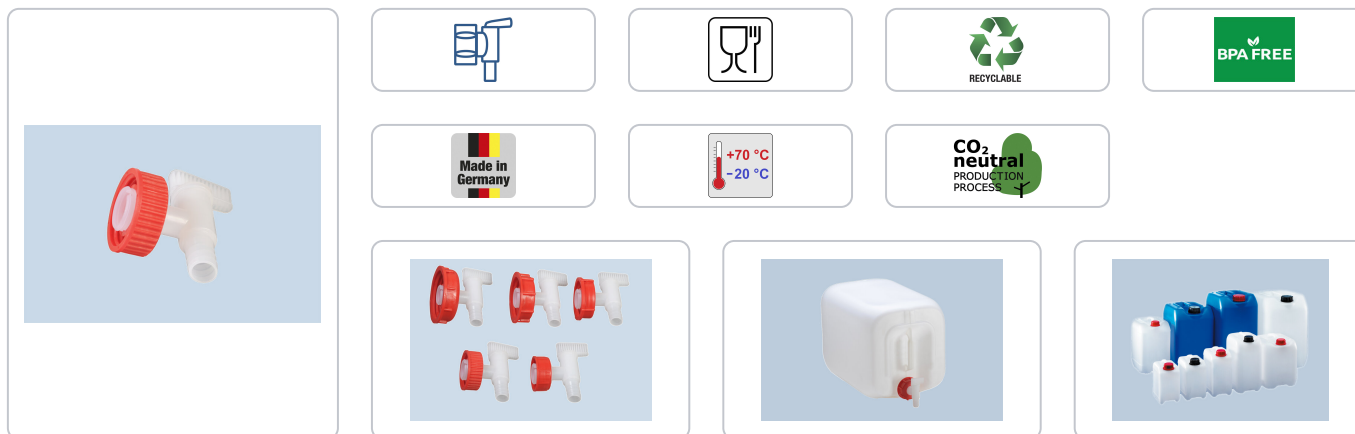 RECYCLABLE
BPA FREE
Made in
Germany
+70 °C
−20 °C
CO₂
neutral
PRODUCTION
PROCESS